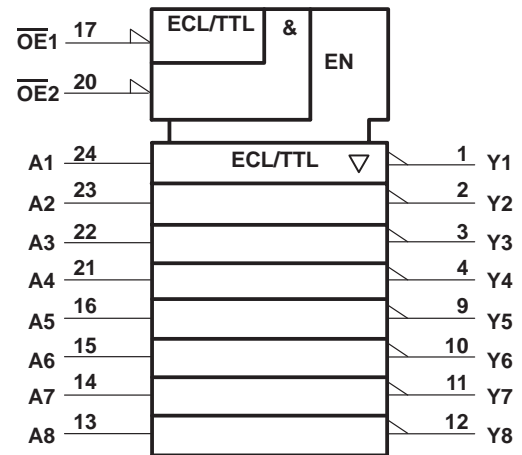 ECL/TTL & EN
O̅E̅1 17
O̅E̅2 20
ECL/TTL ▽
A1 24 1 Y1
A2 23 2 Y2
A3 22 3 Y3
A4 21 4 Y4
A5 16 9 Y5
A6 15 10 Y6
A7 14 11 Y7
A8 13 12 Y8